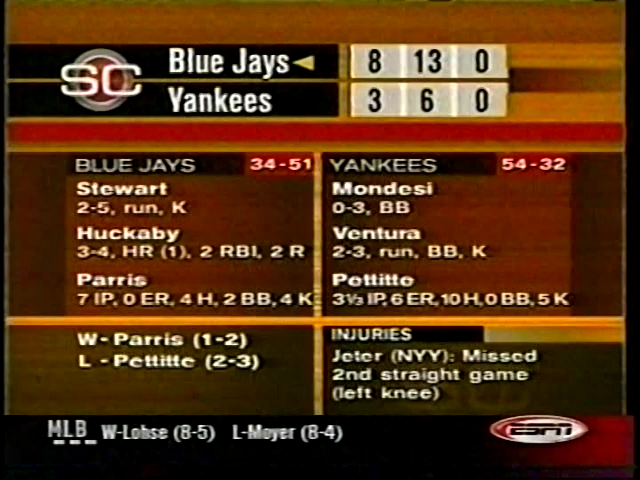 SC
Blue Jays 8 13 0
Yankees 3 6 0
BLUE JAYS 34-51
Stewart
2-5, run, K
Huckaby
3-4, HR (1), 2 RBI, 2 R
Parris
7 IP, 0 ER, 4 H, 2 BB, 4 K
YANKEES 54-32
Mondesi
0-3, BB
Ventura
2-3, run, BB, K
Pettitte
3⅓ IP, 6 ER, 10 H, 0 BB, 5 K
W- Parris (1-2)
L - Pettitte (2-3)
INJURIES
Jeter (NYY): Missed
2nd straight game
(left knee)
MLB W-Lohse (8-5) L-Moyer (8-4)
ESPN